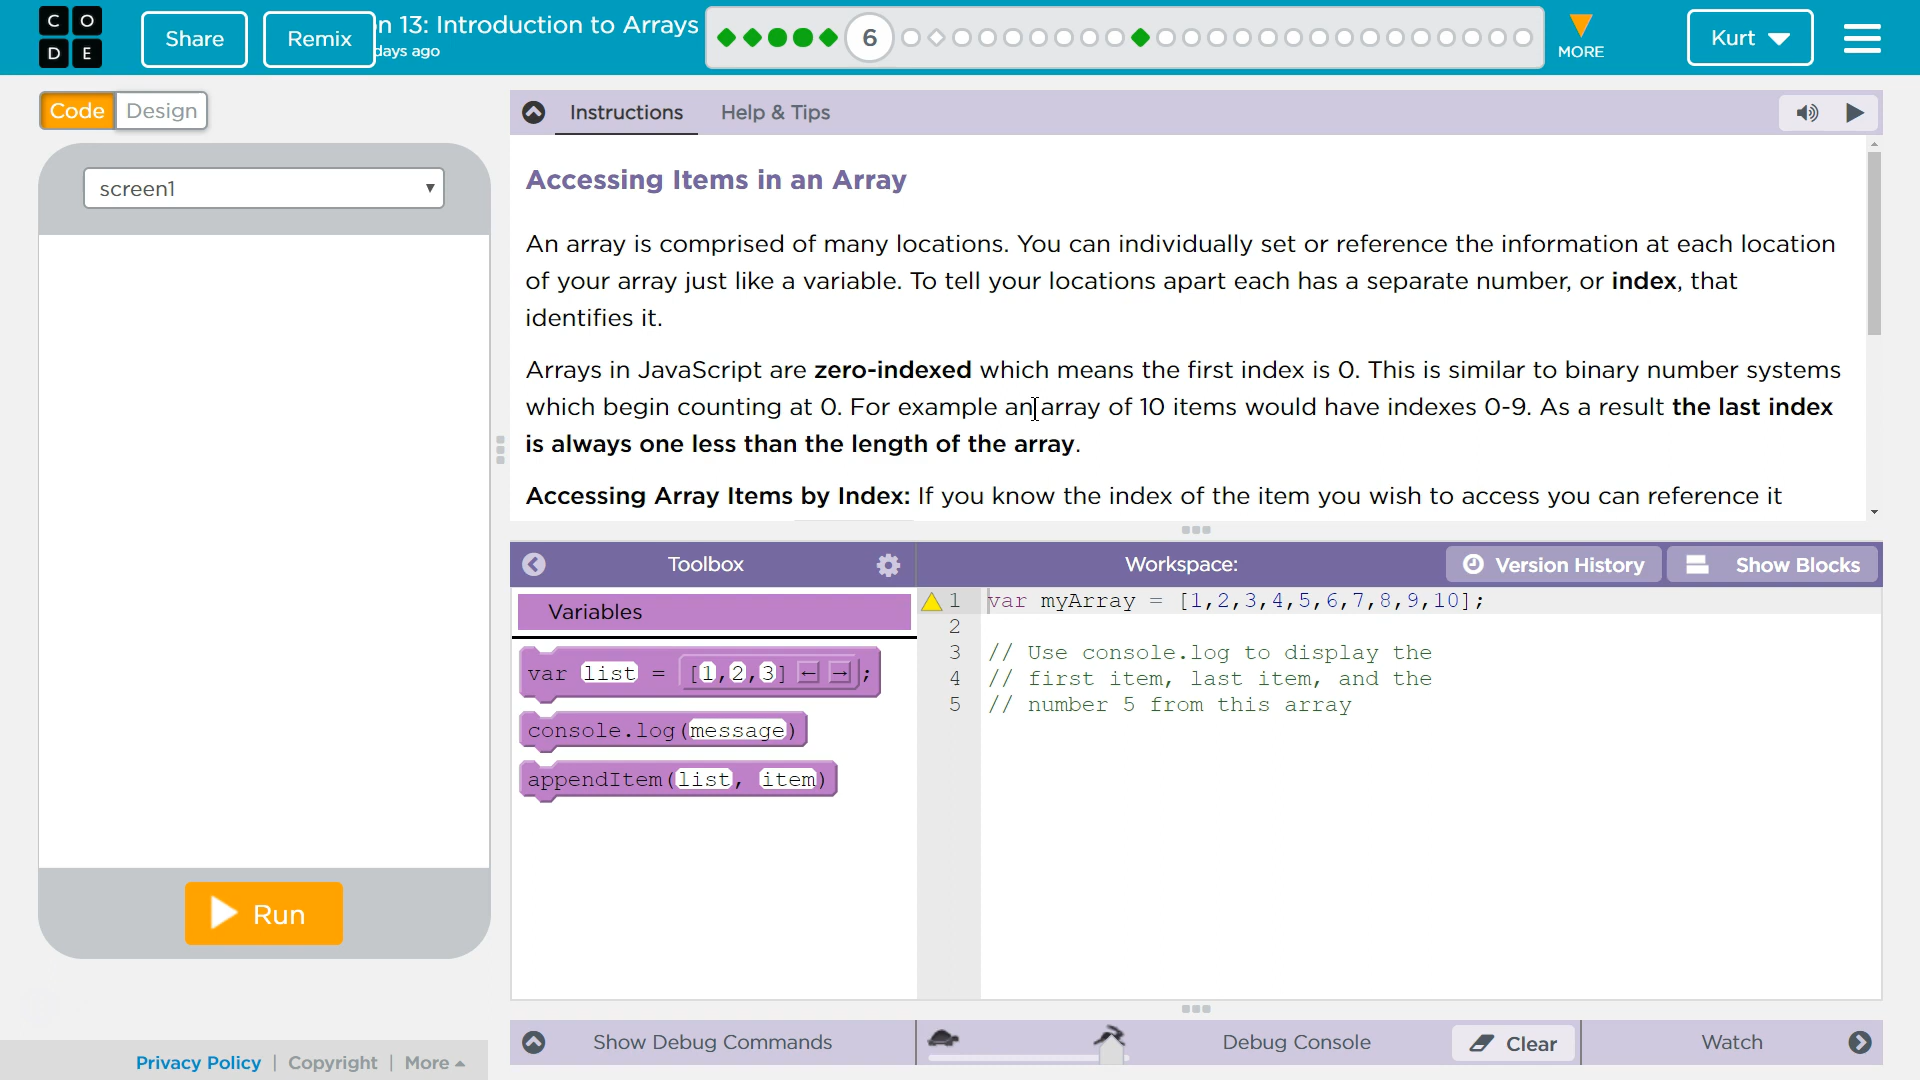 C O
D E
Share
Remix
n 13: Introduction to Arrays
days ago
6
MORE
Kurt
Code
Design
Instructions
Help & Tips
screen1
Accessing Items in an Array
An array is comprised of many locations. You can individually set or reference the information at each location
of your array just like a variable. To tell your locations apart each has a separate number, or index, that
identifies it.
Arrays in JavaScript are zero-indexed which means the first index is 0. This is similar to binary number systems
which begin counting at 0. For example an array of 10 items would have indexes 0-9. As a result the last index
is always one less than the length of the array.
Accessing Array Items by Index: If you know the index of the item you wish to access you can reference it
Toolbox
Workspace:
Version History
Show Blocks
Variables
var list = [1,2,3] ← → ;
console.log(message)
appendItem(list, item)
1 var myArray = [1,2,3,4,5,6,7,8,9,10];
2
3 // Use console.log to display the
4 // first item, last item, and the
5 // number 5 from this array
Run
Show Debug Commands
Debug Console
Clear
Watch
Privacy Policy | Copyright | More